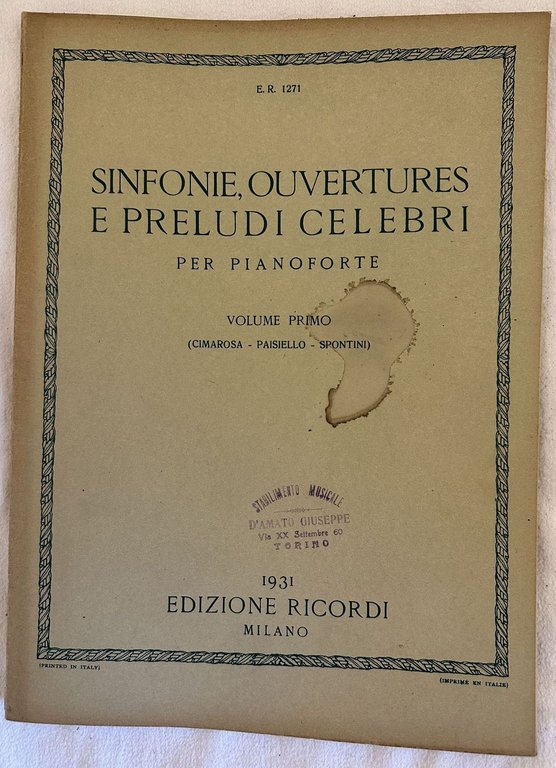 E. R. 1271
SINFONIE, OUVERTURES
E PRELUDI CELEBRI
PER PIANOFORTE
VOLUME PRIMO
(CIMAROSA - PAISIELLO - SPONTINI)
STABILIMENTO MUSICALE
D'AMATO GIUSEPPE
Via XX Settembre 60
TORINO
1931
EDIZIONE RICORDI
MILANO
(PRINTED IN ITALY)
(IMPRIMÉ EN ITALIE)